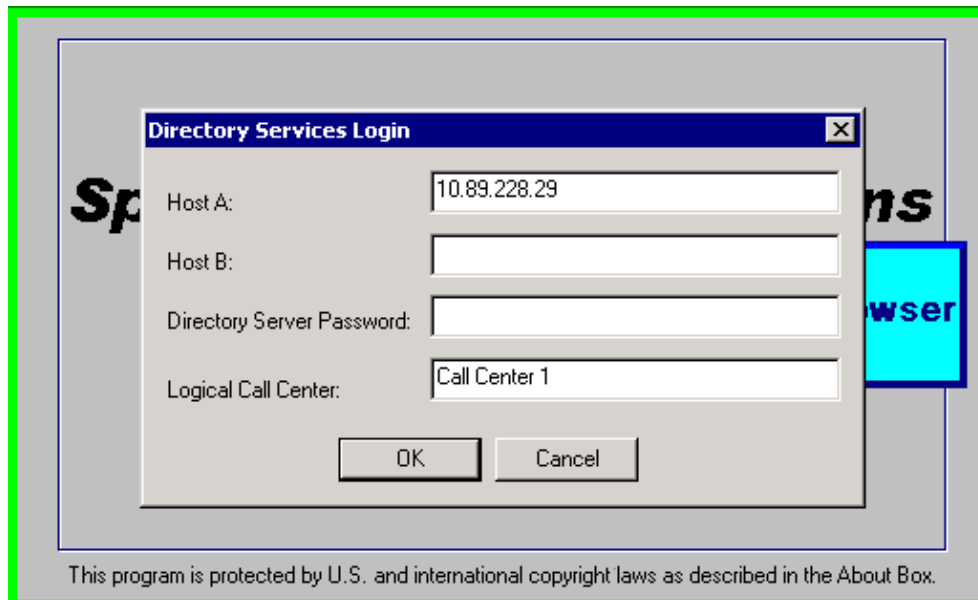 Directory Services Login
Host A: 10.89.228.29
Host B:
Directory Server Password:
Logical Call Center: Call Center 1
OK Cancel
This program is protected by U.S. and international copyright laws as described in the About Box.